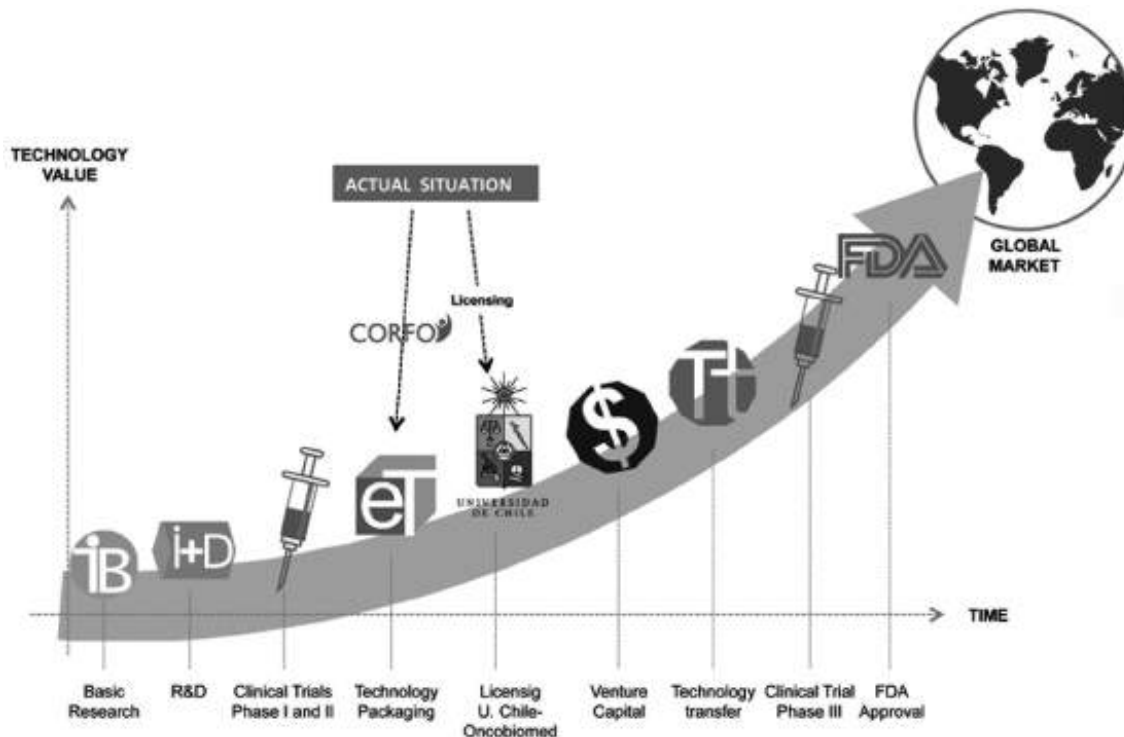 TECHNOLOGY
VALUE
ACTUAL SITUATION
GLOBAL
MARKET
FDA
Licensing
CORFO
Tt
$
eT
UNIVERSIDAD
DE CHILE
iB
i+D
TIME
Basic
Research
R&D
Clinical Trials
Phase I and II
Technology
Packaging
Licensig
U. Chile-
Oncobiomed
Venture
Capital
Technology
transfer
Clinical Trial
Phase III
FDA
Approval